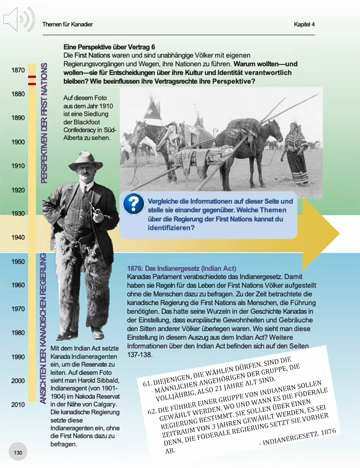 Themen für Kanadier
Kapitel 4
Eine Perspektive über Vertrag 6
Die First Nations waren und sind unabhängige Völker mit eigenen
Regierungsvorgängen und Wegen, ihre Nationen zu führen. Warum wollten—und
wollen—sie für Entscheidungen über ihre Kultur und Identität verantwortlich
bleiben? Wie beeinflussen ihre Vertragsrechte ihre Perspektive?
1870
1880
1890
1900
1910
1920
1930
1940
1950
1960
1970
1980
1990
2000
2010
PERSPEKTIVEN DER FIRST NATIONS
ANSICHTEN DER KANADISCHEN REGIERUNG
Auf diesem Foto
aus dem Jahr 1910
ist eine Siedlung
der Blackfoot
Confederacy in Süd-
Alberta zu sehen.
?
Vergleiche die Informationen auf dieser Seite und
stelle sie einander gegenüber. Welche Themen
über die Regierung der First Nations kannst du
identifizieren?
1876: Das Indianergesetz (Indian Act)
Kanadas Parlament verabschiedete das Indianergesetz. Damit
haben sie Regeln für das Leben der First Nations Völker aufgestellt
ohne die Menschen dazu zu befragen. Zu der Zeit betrachtete die
kanadische Regierung die First Nations als Menschen, die Führung
benötigten. Das hatte seine Wurzeln in der Geschichte Kanadas in
der Einstellung, dass europäische Gewohnheiten und Gebräuche
den Sitten anderer Völker überlegen waren. Wo sieht man diese
Einstellung in diesem Auszug aus dem Indian Act? Weitere
Informationen über den Indian Act befinden sich auf den Seiten
137-138.
Mit dem Indian Act setzte
Kanada Indianeragenten
ein, um die Reservate zu
leiten. Auf diesem Foto
sieht man Harold Sibbald,
Indianeragent (von 1901-
1904) im Nakoda Reservat
in der Nähe von Calgary.
Die kanadische Regierung
setzte diese
Indianeragenten ein, ohne
die First Nations dazu zu
befragen.
61. DIEJENIGEN, DIE WÄHLEN DÜRFEN, SIND DIE
MÄNNLICHEN ANGEHÖRIGEN DER GRUPPE, DIE
VOLLJÄHRIG, ALSO 21 JAHRE ALT SIND.
62. DIE FÜHRER EINER GRUPPE VON INDIANERN SOLLEN
GEWÄHLT WERDEN, WO UND WANN ES DIE FÖDERALE
REGIERUNG BESTIMMT. SIE SOLLEN ÜBER EINEN
ZEITRAUM VON 3 JAHREN GEWÄHLT WERDEN, ES SEI
DENN, DIE FÖDERALE REGIERUNG SETZT SIE VORHER
AB.
- INDIANERGESETZ, 1876
130